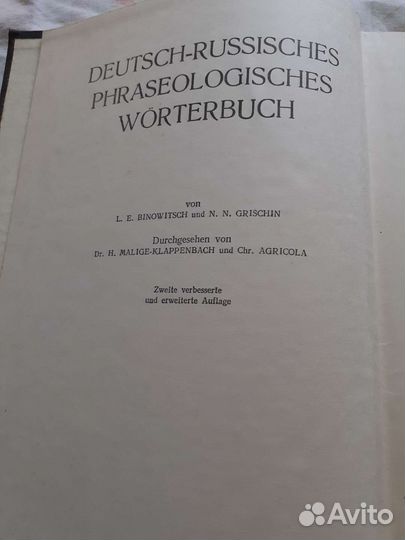 DEUTSCH-RUSSISCHES
PHRASEOLOGISCHES
WÖRTERBUCH
von
L. E. BINOWITSCH und N. N. GRISCHIN
Durchgesehen von
Dr. H. MALIGE-KLAPPENBACH und Chr. AGRICOLA
Zweite verbesserte
und erweiterte Auflage
Avito